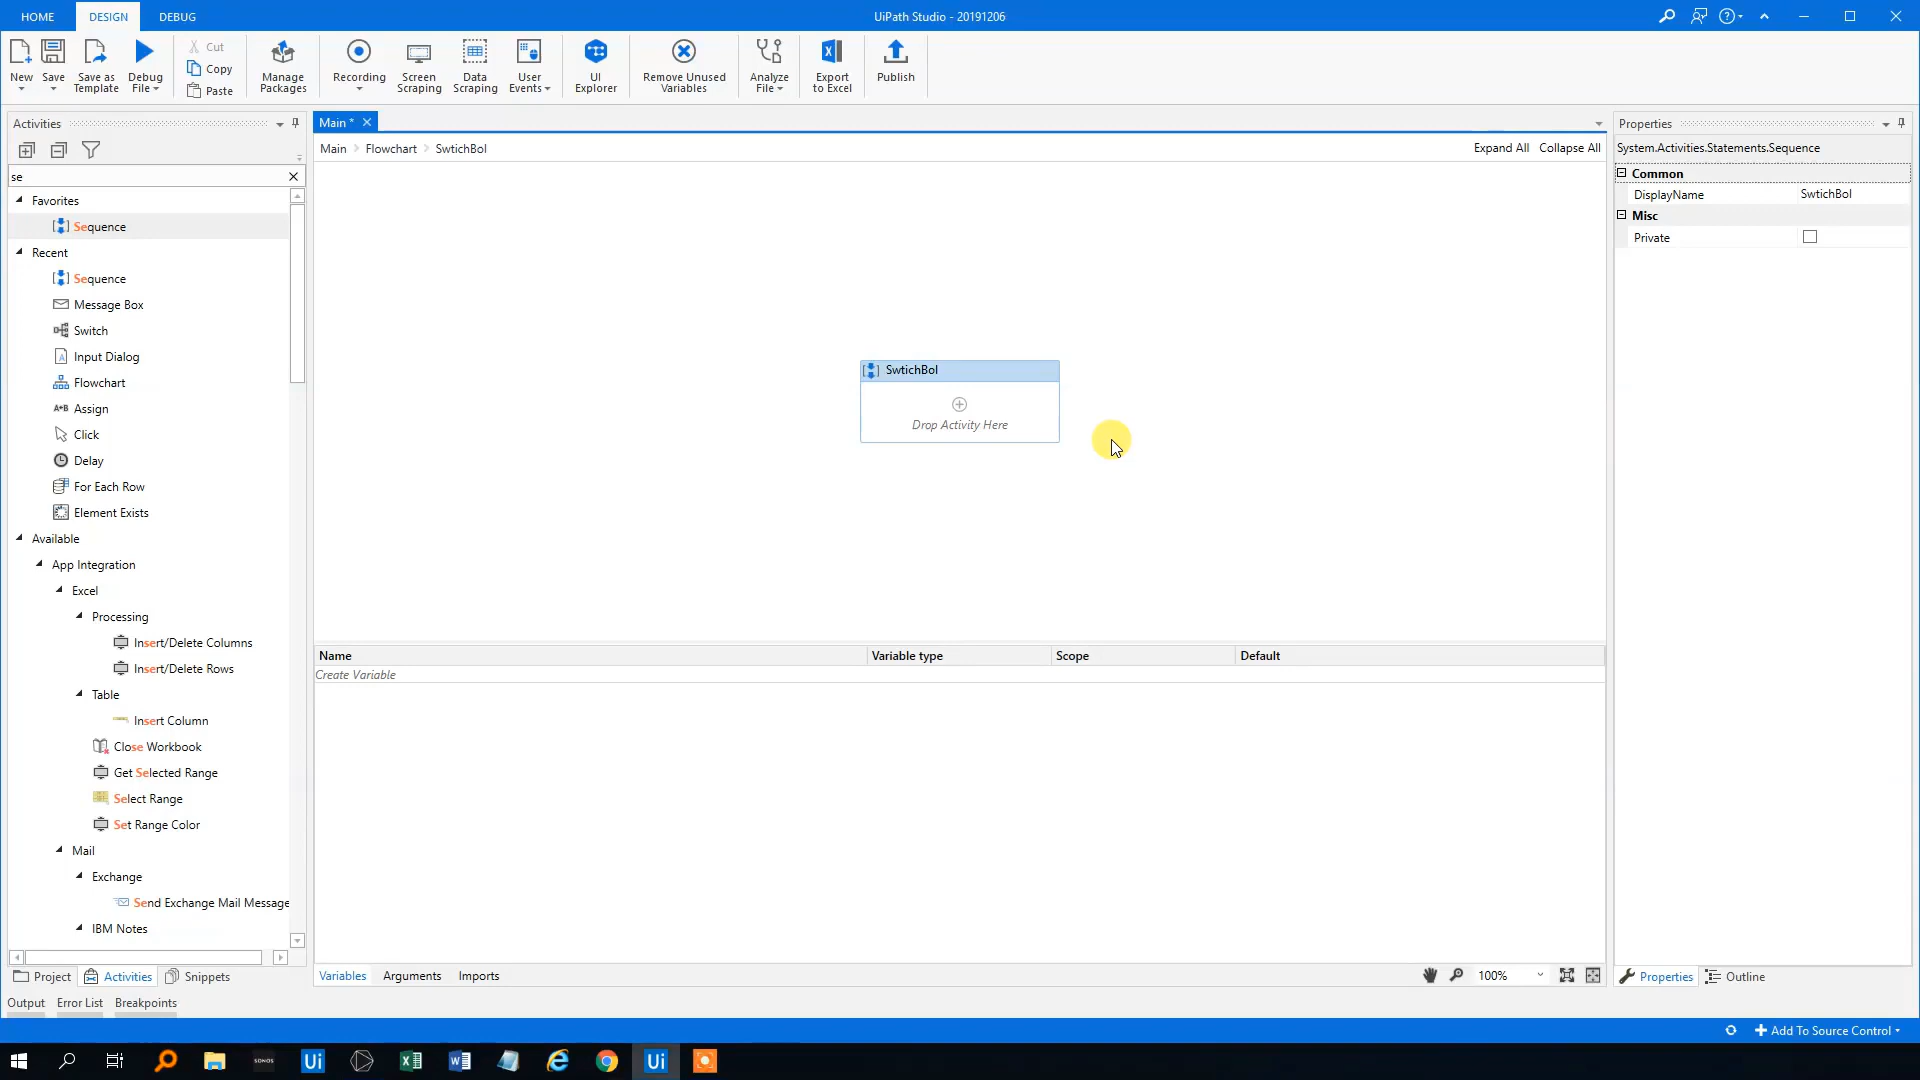 HOME
DESIGN
DEBUG
UiPath Studio - 20191206
New
Save
Save as Template
Debug File
Cut
Copy
Paste
Manage Packages
Recording
Screen Scraping
Data Scraping
User Events
UI Explorer
Remove Unused Variables
Analyze File
Export to Excel
Publish
Activities
Main *
Properties
Main
Flowchart
SwtichBol
Expand All
Collapse All
System.Activities.Statements.Sequence
se
Common
DisplayName
SwtichBol
Misc
Private
Favorites
Sequence
Recent
Sequence
Message Box
Switch
Input Dialog
Flowchart
Assign
Click
Delay
For Each Row
Element Exists
Available
App Integration
Excel
Processing
Insert/Delete Columns
Insert/Delete Rows
Table
Insert Column
Close Workbook
Get Selected Range
Select Range
Set Range Color
Mail
Exchange
Send Exchange Mail Message
IBM Notes
SwtichBol
Drop Activity Here
Name
Variable type
Scope
Default
Create Variable
Project
Activities
Snippets
Variables
Arguments
Imports
100%
Properties
Outline
Output
Error List
Breakpoints
Add To Source Control
SONOS
Ui
Ui